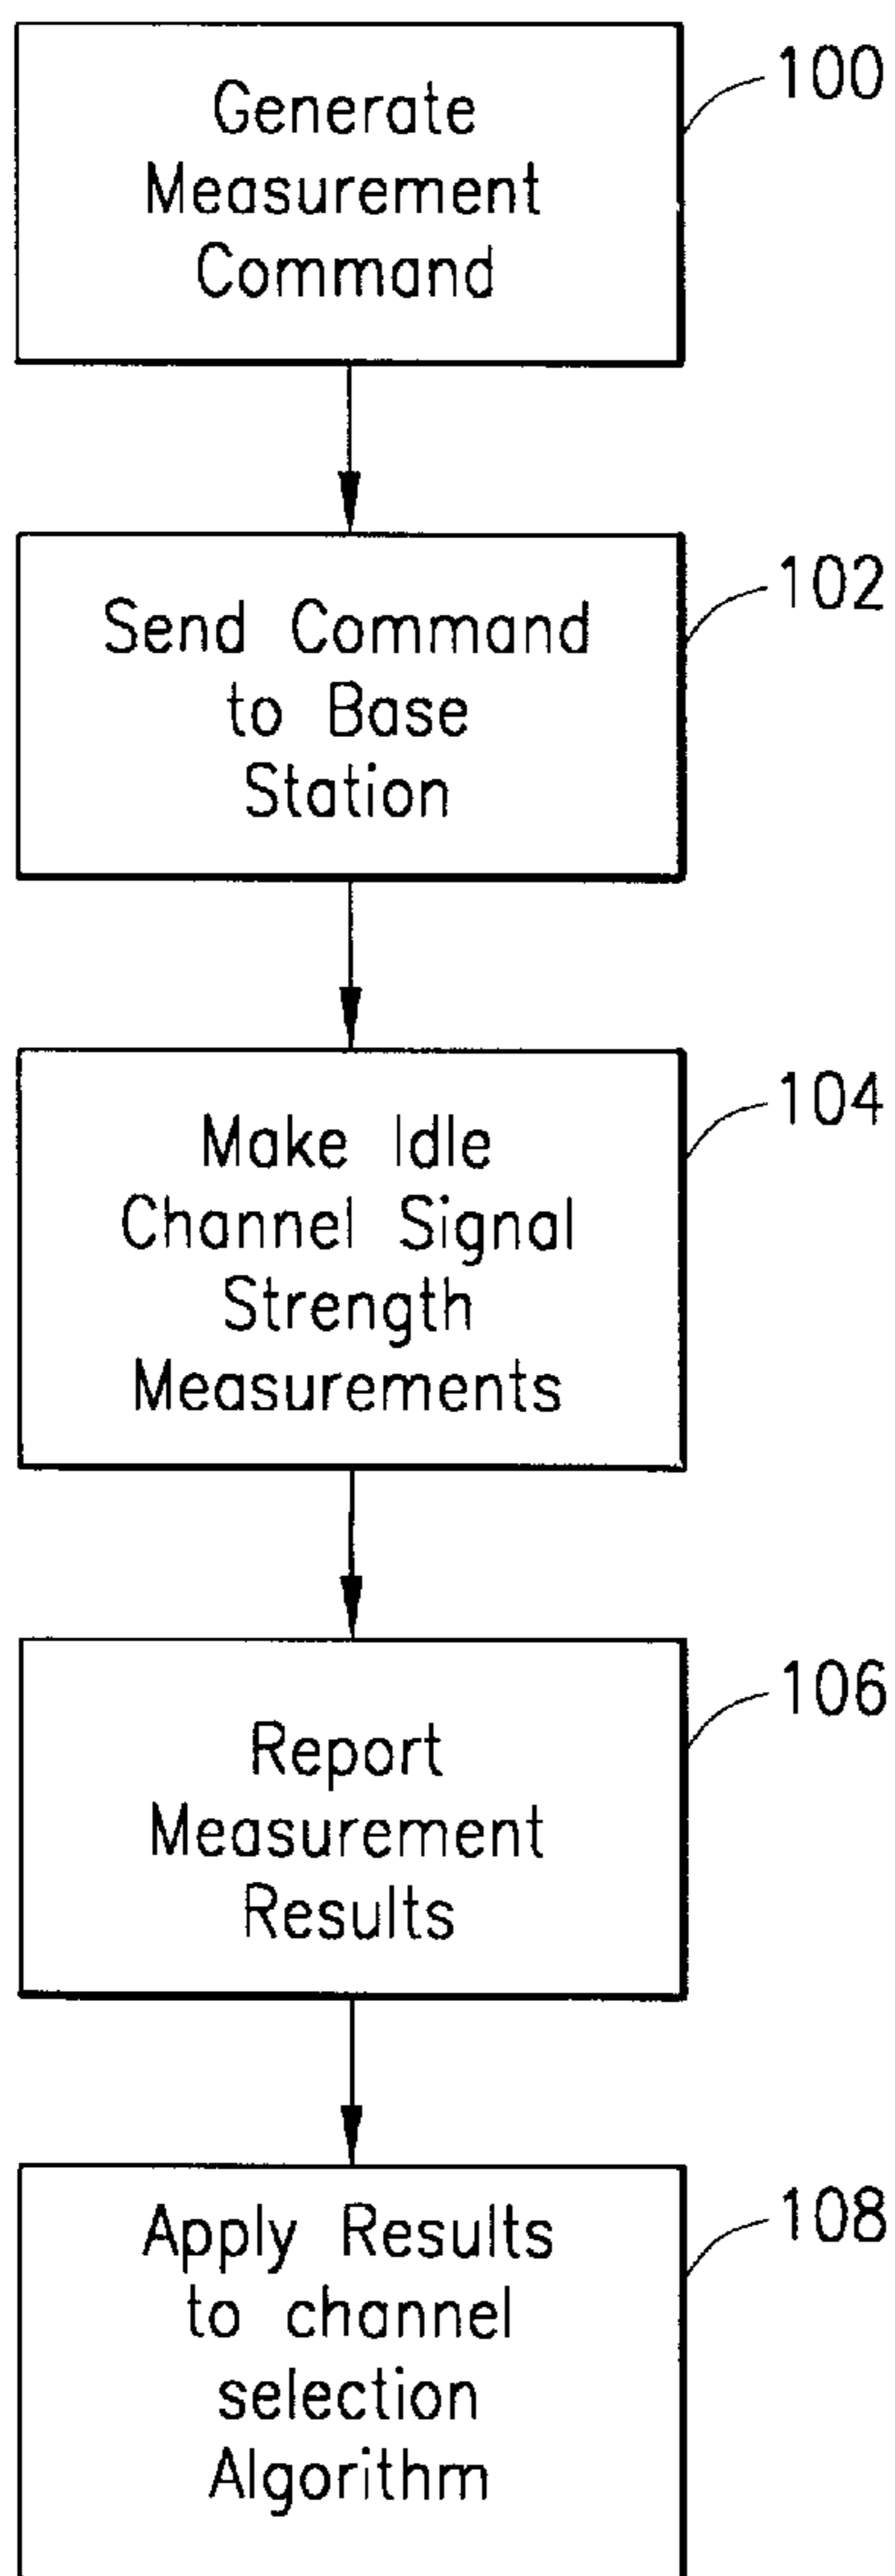 100
Generate
Measurement
Command
102
Send Command
to Base
Station
104
Make Idle
Channel Signal
Strength
Measurements
106
Report
Measurement
Results
108
Apply Results
to channel
selection
Algorithm